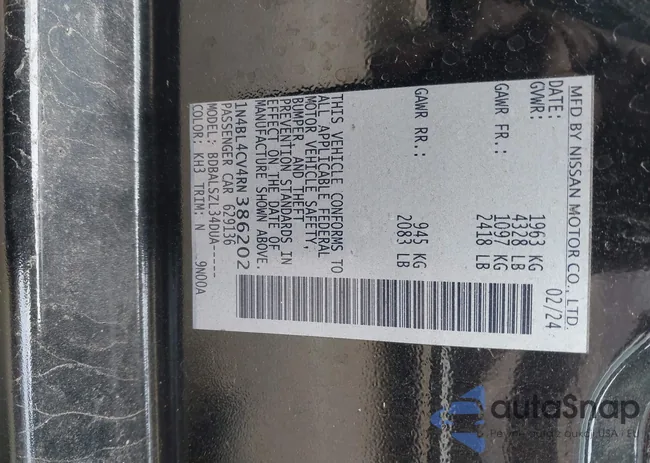 MFD BY NISSAN MOTOR CO., LTD.
DATE: 02/24
GVWR: 1963 KG
4328 LB
GAWR FR.: 1097 KG
2418 LB
GAWR RR.: 945 KG
2083 LB
THIS VEHICLE CONFORMS TO
ALL APPLICABLE FEDERAL
MOTOR VEHICLE SAFETY,
BUMPER, AND THEFT
PREVENTION STANDARDS IN
EFFECT ON THE DATE OF
MANUFACTURE SHOWN ABOVE.
1N4BL4CV4RN386202
PASSENGER CAR 629136
MODEL: BDBALSZL34DUA-----
COLOR: KH3 TRIM: N 9N00A
autoSnap
USA EU